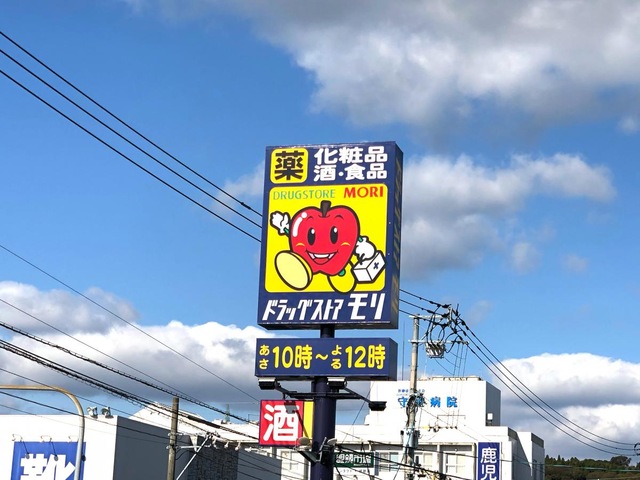 薬 化粧品
酒・食品
DRUGSTORE MORI
ドラッグストアモリ
あさ10時～よる12時
酒
病院
靴
鹿児